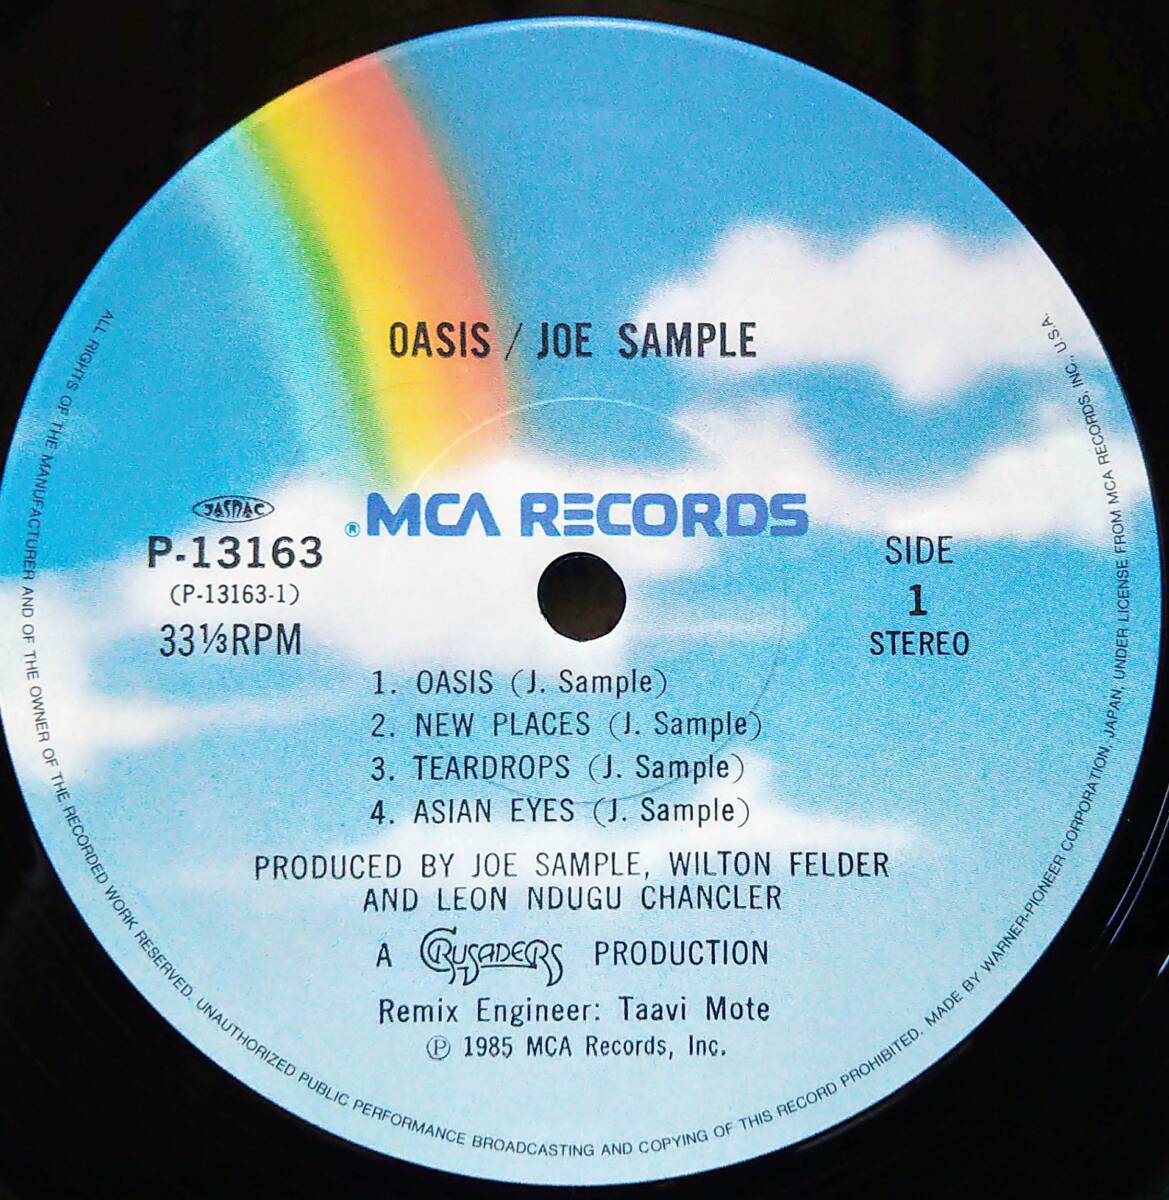 OASIS / JOE SAMPLE
®MCA RECORDS
JASRAC
P-13163
(P-13163-1)
33⅓RPM
SIDE
1
STEREO
1. OASIS (J. Sample)
2. NEW PLACES (J. Sample)
3. TEARDROPS (J. Sample)
4. ASIAN EYES (J. Sample)
PRODUCED BY JOE SAMPLE, WILTON FELDER
AND LEON NDUGU CHANCLER
A CRUSADERS PRODUCTION
Remix Engineer: Taavi Mote
℗ 1985 MCA Records, Inc.
ALL RIGHTS OF THE MANUFACTURER AND OF THE OWNER OF THE RECORDED WORK RESERVED. UNAUTHORIZED PUBLIC PERFORMANCE BROADCASTING AND COPYING OF THIS RECORD PROHIBITED. MADE BY WARNER-PIONEER CORPORATION, JAPAN, UNDER LICENSE FROM MCA RECORDS, INC., U.S.A.